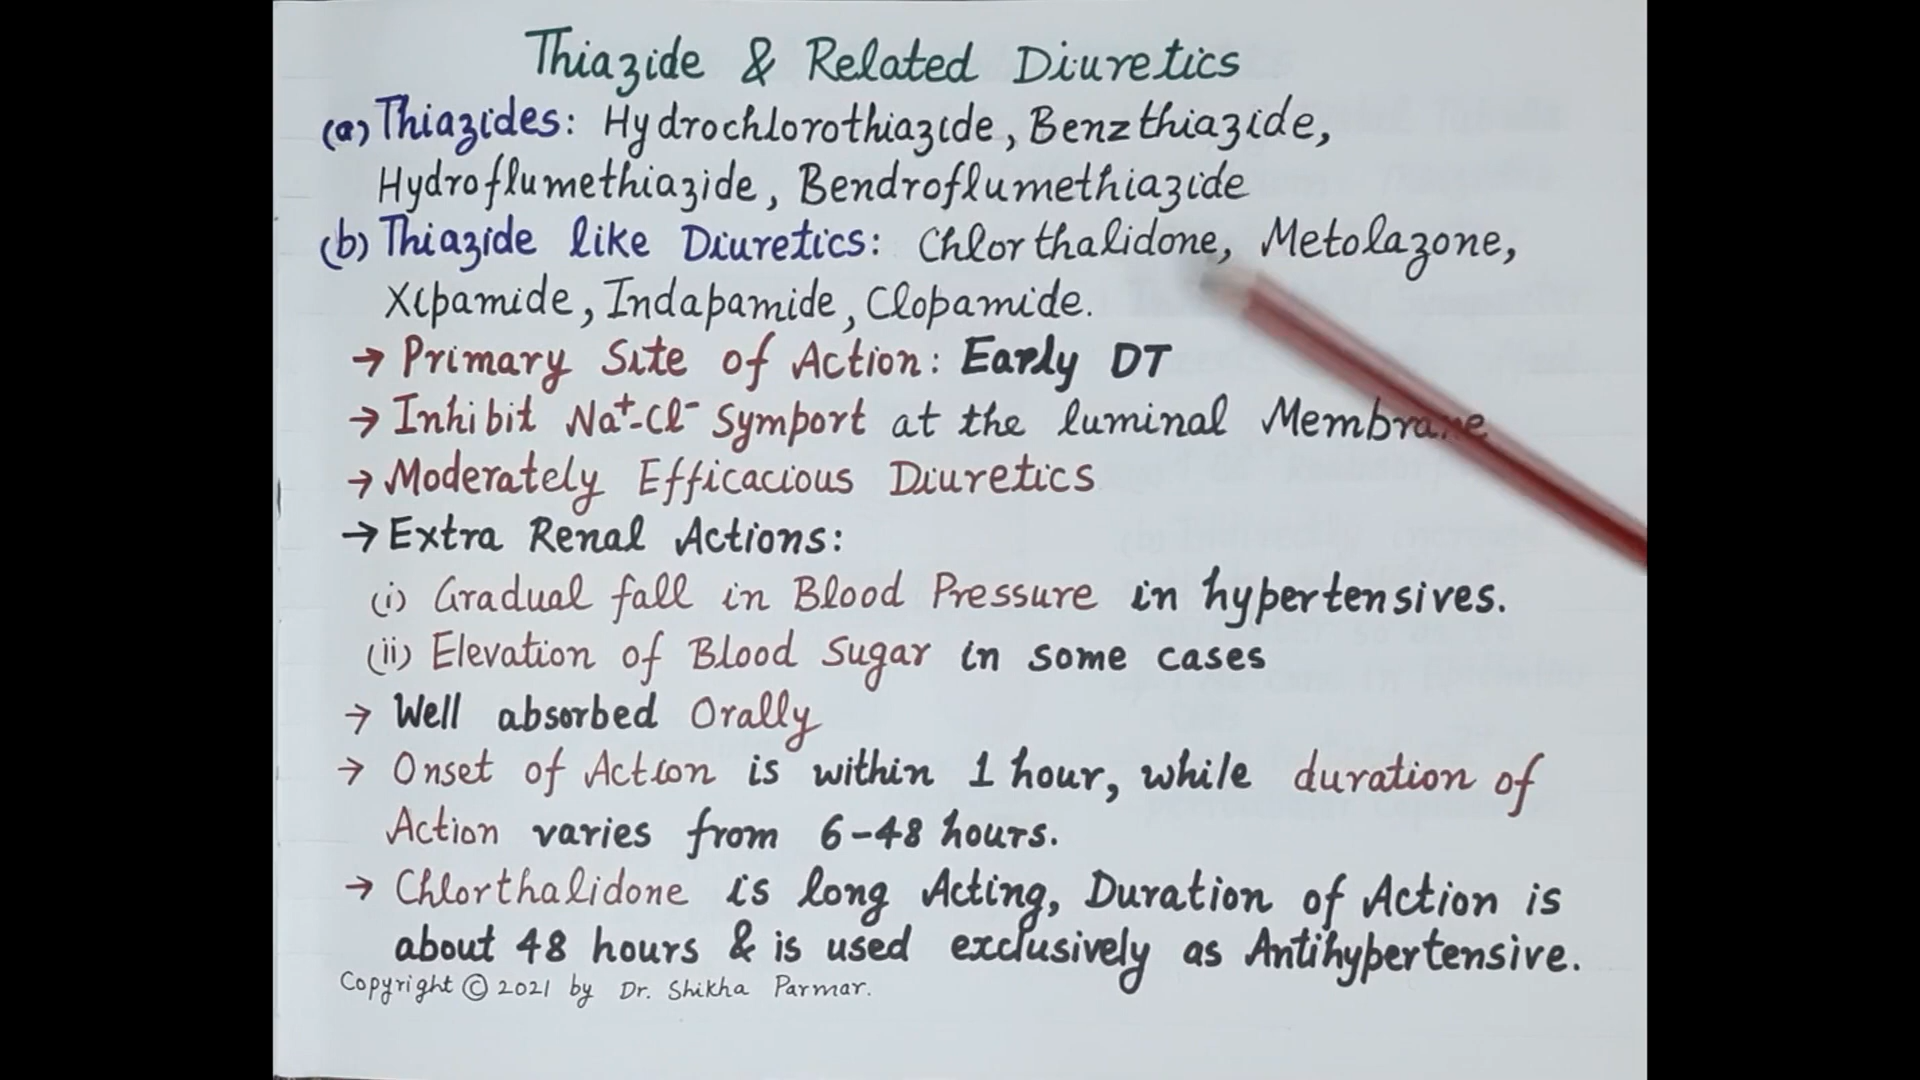 Thiazide & Related Diuretics
(a) Thiazides: Hydrochlorothiazide, Benzthiazide,
Hydroflumethiazide, Bendroflumethiazide
(b) Thiazide like Diuretics: Chlorthalidone, Metolazone,
Xipamide, Indapamide, Clopamide.
→ Primary Site of Action: Early DT
→ Inhibit Na⁺-Cl⁻ Symport at the luminal Membrane
→ Moderately Efficacious Diuretics
→ Extra Renal Actions:
(i) Gradual fall in Blood Pressure in hypertensives.
(ii) Elevation of Blood Sugar in some cases
→ Well absorbed Orally
→ Onset of Action is within 1 hour, while duration of
Action varies from 6-48 hours.
→ Chlorthalidone is long Acting, Duration of Action is
about 48 hours & is used exclusively as Antihypertensive.
Copyright © 2021 by Dr. Shikha Parmar.